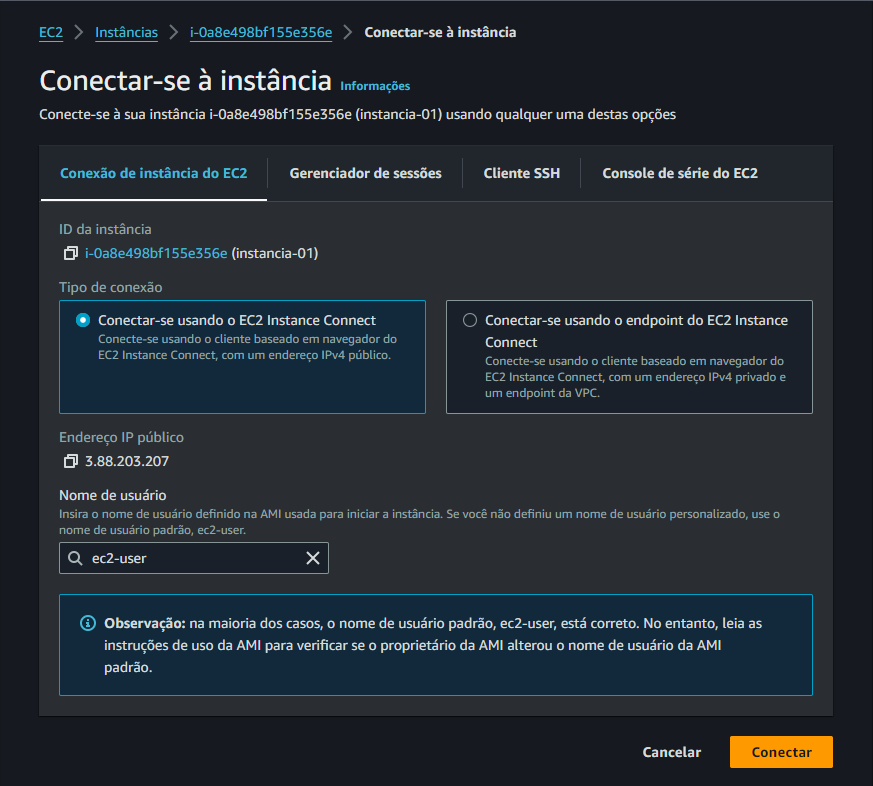 EC2 > Instâncias > i-0a8e498bf155e356e > Conectar-se à instância
Conectar-se à instância Informações
Conecte-se à sua instância i-0a8e498bf155e356e (instancia-01) usando qualquer uma destas opções
Conexão de instância do EC2 Gerenciador de sessões Cliente SSH Console de série do EC2
ID da instância
i-0a8e498bf155e356e (instancia-01)
Tipo de conexão
Conectar-se usando o EC2 Instance Connect
Conecte-se usando o cliente baseado em navegador do
EC2 Instance Connect, com um endereço IPv4 público.
Conectar-se usando o endpoint do EC2 Instance
Connect
Conecte-se usando o cliente baseado em navegador do
EC2 Instance Connect, com um endereço IPv4 privado e
um endpoint da VPC.
Endereço IP público
3.88.203.207
Nome de usuário
Insira o nome de usuário definido na AMI usada para iniciar a instância. Se você não definiu um nome de usuário personalizado, use o
nome de usuário padrão, ec2-user.
ec2-user
Observação: na maioria dos casos, o nome de usuário padrão, ec2-user, está correto. No entanto, leia as
instruções de uso da AMI para verificar se o proprietário da AMI alterou o nome de usuário da AMI
padrão.
Cancelar Conectar